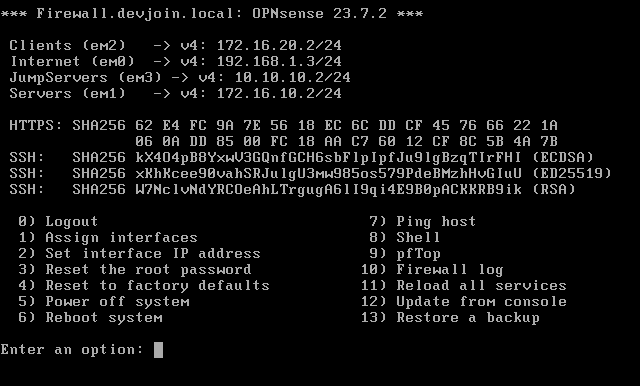 *** Firewall.devjoin.local: OPNsense 23.7.2 ***
Clients (em2) -> v4: 172.16.20.2/24
Internet (em0) -> v4: 192.168.1.3/24
JumpServers (em3) -> v4: 10.10.10.2/24
Servers (em1) -> v4: 172.16.10.2/24
HTTPS: SHA256 62 E4 FC 9A 7E 56 18 EC 6C DD CF 45 76 66 22 1A
06 0A DD 85 00 FC 18 AA C7 60 12 CF 8C 5B 4A 7B
SSH: SHA256 kX4O4pB8YxwU3GQnfGCH6sbFlpIpfJu9lgBzqTIrFHI (ECDSA)
SSH: SHA256 xKhKcee90vahSRJulgU3mw985os579PdeBMzhHvGIuU (ED25519)
SSH: SHA256 W7NclvNdYRCOeAhLTrgugA6lI9qi4E9B0pACKKRB9ik (RSA)
0) Logout 7) Ping host
1) Assign interfaces 8) Shell
2) Set interface IP address 9) pfTop
3) Reset the root password 10) Firewall log
4) Reset to factory defaults 11) Reload all services
5) Power off system 12) Update from console
6) Reboot system 13) Restore a backup
Enter an option: